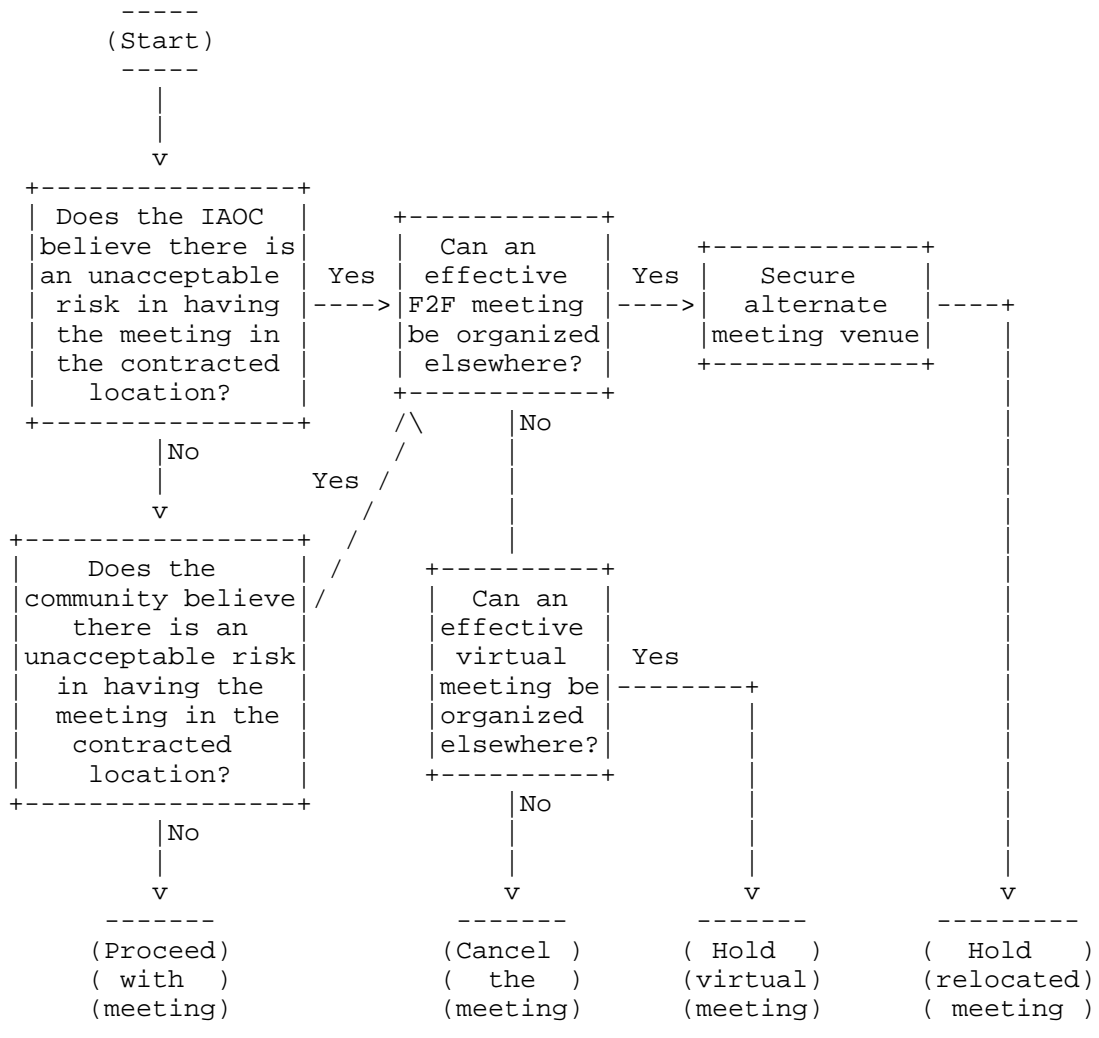 (Start)
Does the IAOC
believe there is
an unacceptable
risk in having
the meeting in
the contracted
location?
Yes
Can an
effective
F2F meeting
be organized
elsewhere?
Yes
Secure
alternate
meeting venue
No
No
Yes
Does the
community believe
there is an
unacceptable risk
in having the
meeting in the
contracted
location?
Can an
effective
virtual
meeting be
organized
elsewhere?
Yes
No
No
(Proceed)
( with )
(meeting)
(Cancel )
( the )
(meeting)
( Hold )
(virtual)
(meeting)
( Hold )
(relocated)
( meeting )